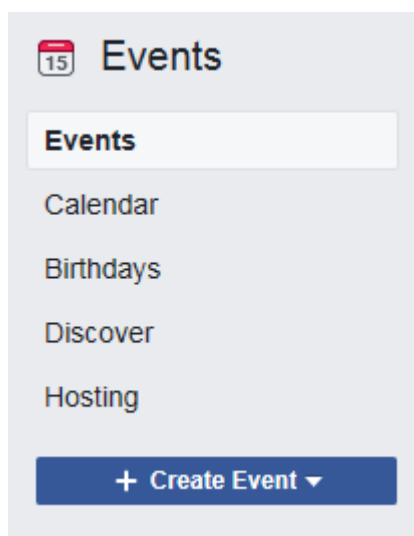 15 Events
Events
Calendar
Birthdays
Discover
Hosting
+ Create Event